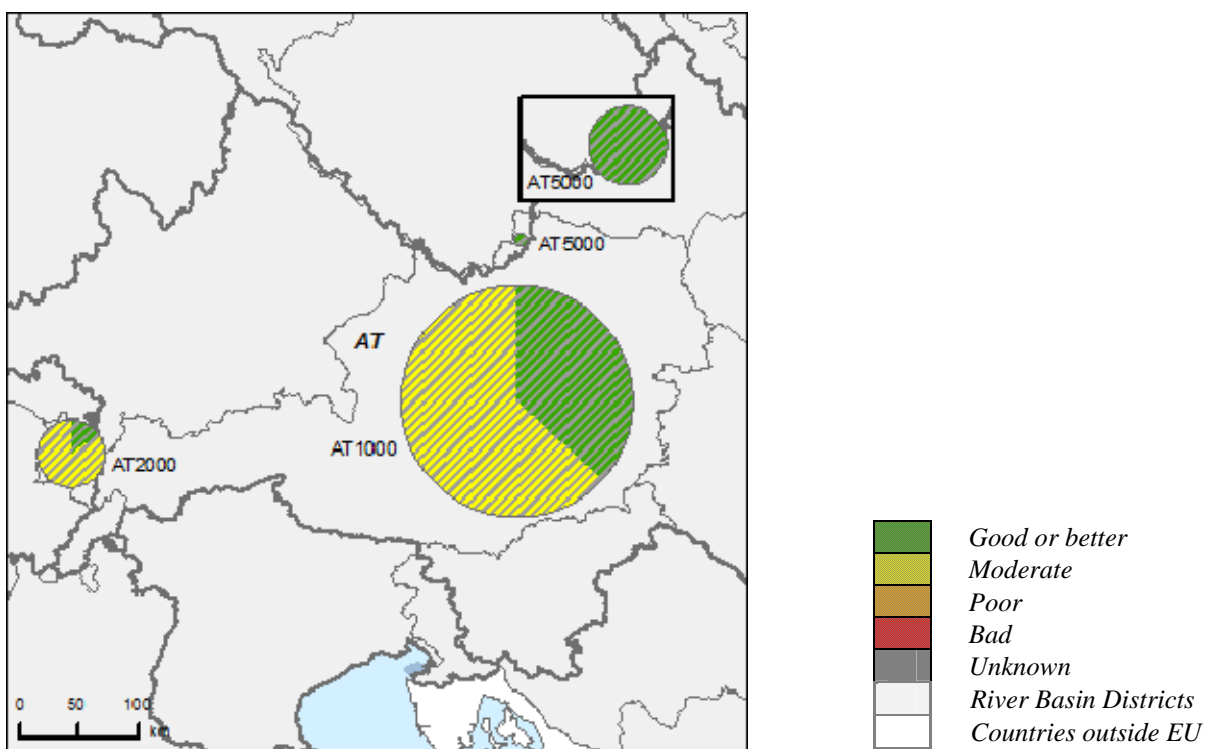 AT5000
AT5000
AT
AT1000
AT2000
0 50 100
km
Good or better
Moderate
Poor
Bad
Unknown
River Basin Districts
Countries outside EU